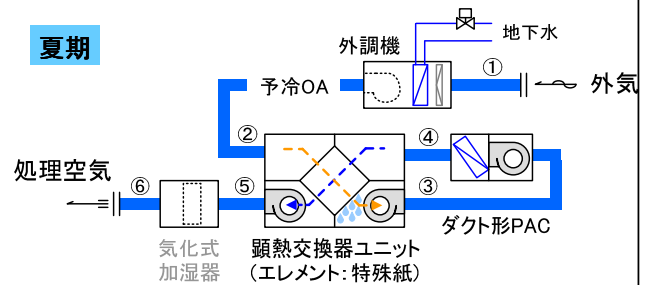 夏期
地下水
外調機
①
外気
予冷OA
②
④
処理空気
⑥
⑤
③
ダクト形PAC
気化式
加湿器
顕熱交換器ユニット
(エレメント:特殊紙)